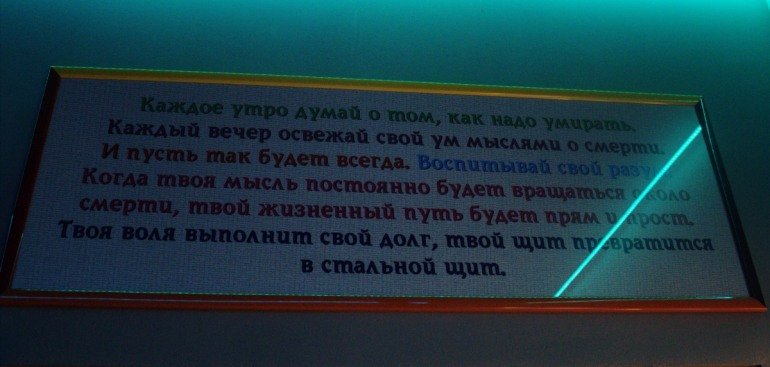 Каждое утро думай о том, как надо умирать.
Каждый вечер освежай свой ум мыслями о смерти.
И пусть так будет всегда. Воспитывай свой разум.
Когда твоя мысль постоянно будет вращаться около
смерти, твой жизненный путь будет прям и прост.
Твоя воля выполнит свой долг, твой щит превратится
в стальной щит.